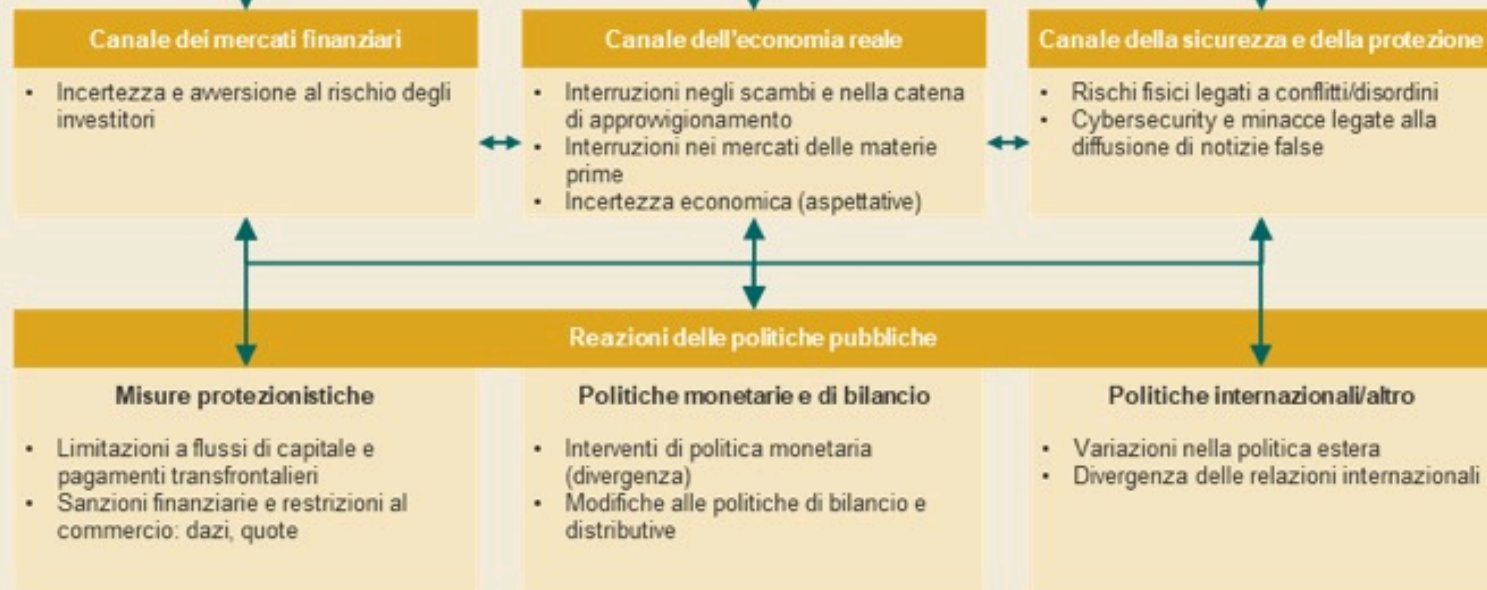 Canale dei mercati finanziari
• Incertezza e avversione al rischio degli
investitori
Canale dell'economia reale
• Interruzioni negli scambi e nella catena
di approvvigionamento
• Interruzioni nei mercati delle materie
prime
• Incertezza economica (aspettative)
Canale della sicurezza e della protezione
• Rischi fisici legati a conflitti/disordini
• Cybersecurity e minacce legate alla
diffusione di notizie false
Reazioni delle politiche pubbliche
Misure protezionistiche
• Limitazioni a flussi di capitale e
pagamenti transfrontalieri
• Sanzioni finanziarie e restrizioni al
commercio: dazi, quote
Politiche monetarie e di bilancio
• Interventi di politica monetaria
(divergenza)
• Modifiche alle politiche di bilancio e
distributive
Politiche internazionali/altro
• Variazioni nella politica estera
• Divergenza delle relazioni internazionali